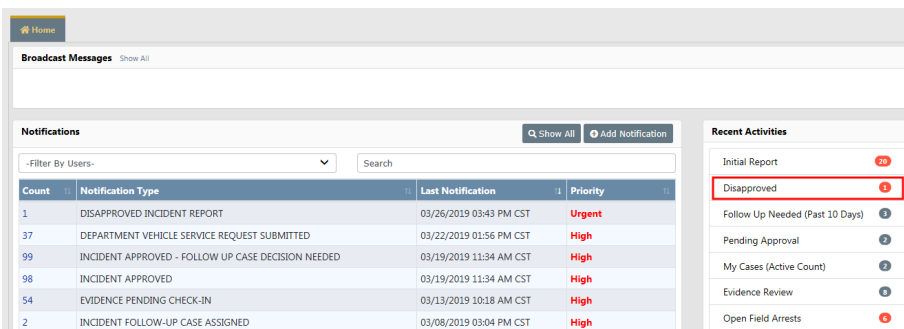 Home
Broadcast Messages Show All
Notifications
Show All
Add Notification
-Filter By Users-
Search
Count Notification Type Last Notification Priority
1 DISAPPROVED INCIDENT REPORT 03/26/2019 03:43 PM CST Urgent
37 DEPARTMENT VEHICLE SERVICE REQUEST SUBMITTED 03/22/2019 01:56 PM CST High
99 INCIDENT APPROVED - FOLLOW UP CASE DECISION NEEDED 03/19/2019 11:34 AM CST High
98 INCIDENT APPROVED 03/19/2019 11:34 AM CST High
54 EVIDENCE PENDING CHECK-IN 03/13/2019 10:18 AM CST High
2 INCIDENT FOLLOW-UP CASE ASSIGNED 03/08/2019 03:04 PM CST High
Recent Activities
Initial Report 20
Disapproved 1
Follow Up Needed (Past 10 Days) 3
Pending Approval 2
My Cases (Active Count) 2
Evidence Review 8
Open Field Arrests 6